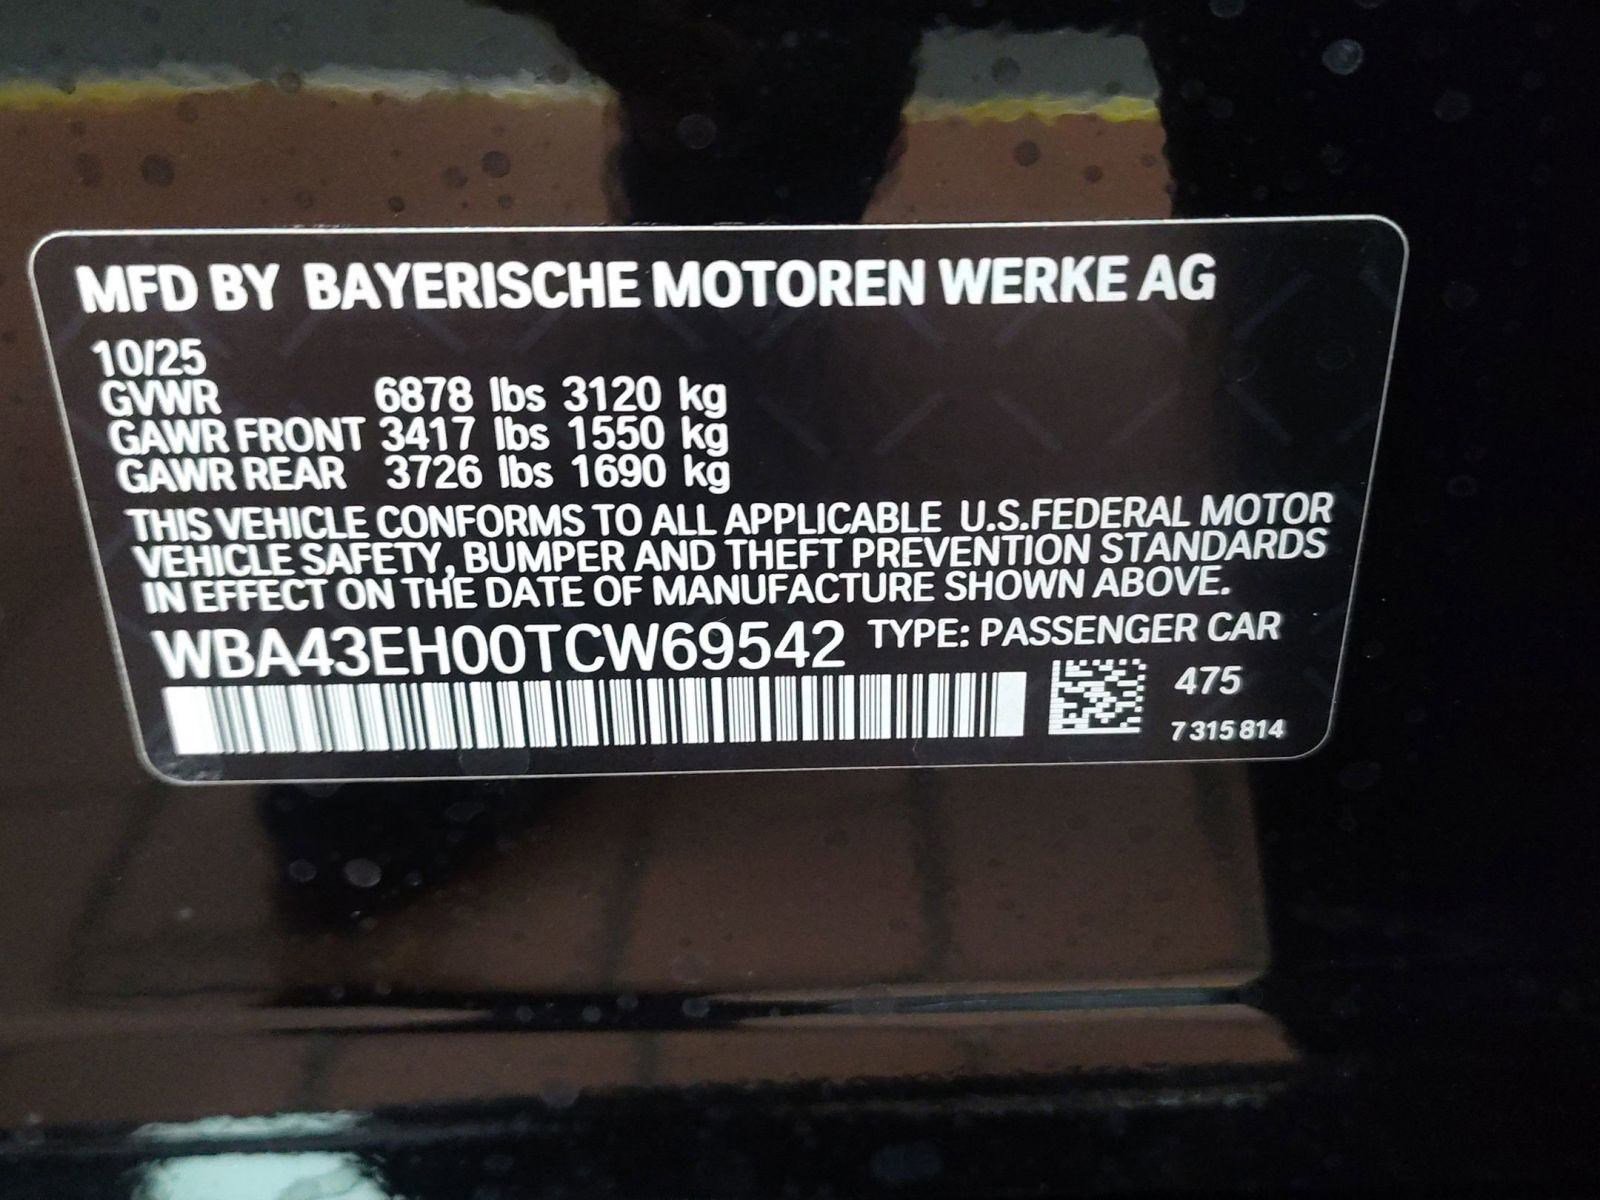 MFD BY BAYERISCHE MOTOREN WERKE AG
10/25
GVWR 6878 lbs 3120 kg
GAWR FRONT 3417 lbs 1550 kg
GAWR REAR 3726 lbs 1690 kg
THIS VEHICLE CONFORMS TO ALL APPLICABLE U.S.FEDERAL MOTOR
VEHICLE SAFETY, BUMPER AND THEFT PREVENTION STANDARDS
IN EFFECT ON THE DATE OF MANUFACTURE SHOWN ABOVE.
WBA43EH00TCW69542 TYPE: PASSENGER CAR
475
7 315 814